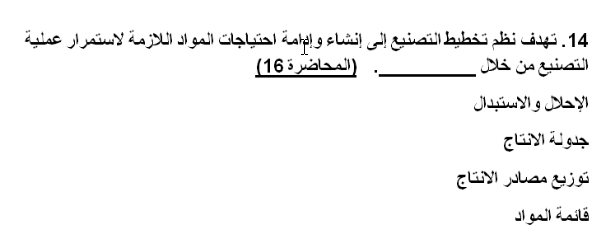 14. تهدف نظم تخطيط التصنيع إلى إنشاء وإدامة احتياجات المواد اللازمة لاستمرار عملية
التصنيع من خلال __________. (المحاضرة 16)
الإحلال والاستبدال
جدولة الانتاج
توزيع مصادر الانتاج
قائمة المواد